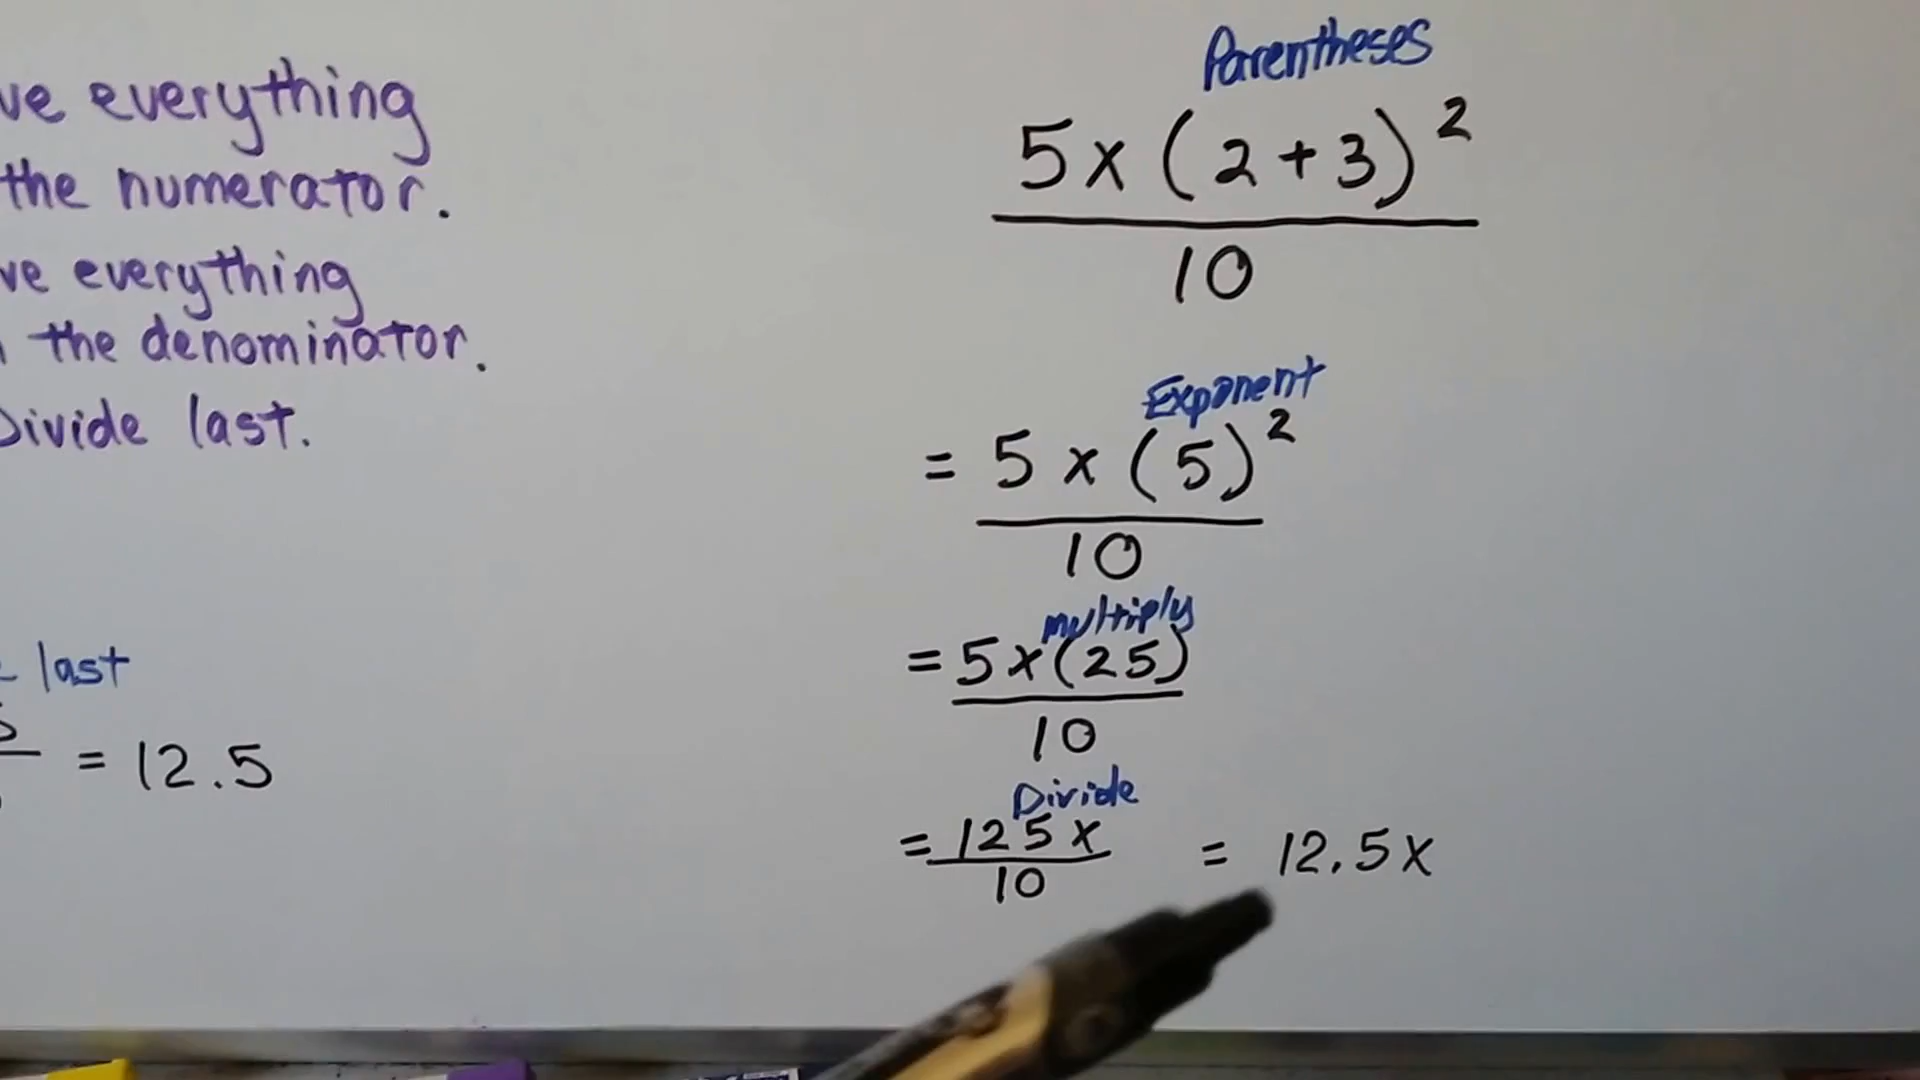 ve everything
the numerator.
ve everything
the denominator.
Divide last.
last
= 12.5
Parentheses
5x(2+3)²
10
Exponent
= 5x(5)²
10
multiply
= 5x(25)
10
Divide
= 125x = 12.5x
10